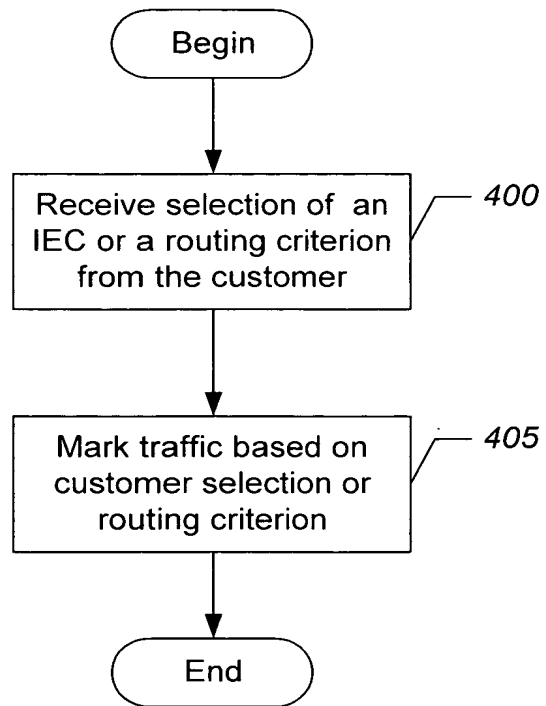 Begin
Receive selection of an
IEC or a routing criterion
from the customer
400
Mark traffic based on
customer selection or
routing criterion
405
End